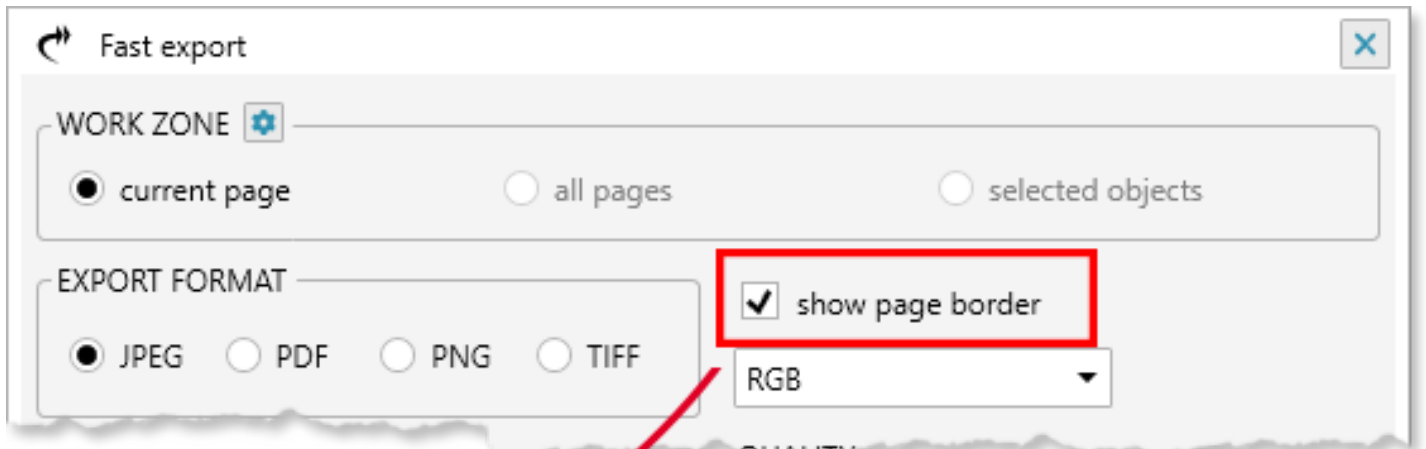 Fast export
WORK ZONE
current page all pages selected objects
EXPORT FORMAT
show page border
JPEG PDF PNG TIFF
RGB